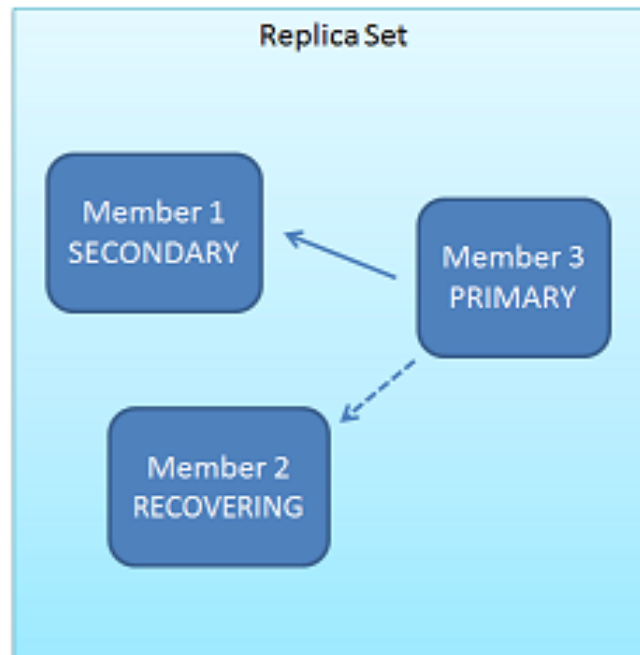 Replica Set
Member 1
SECONDARY
Member 3
PRIMARY
Member 2
RECOVERING